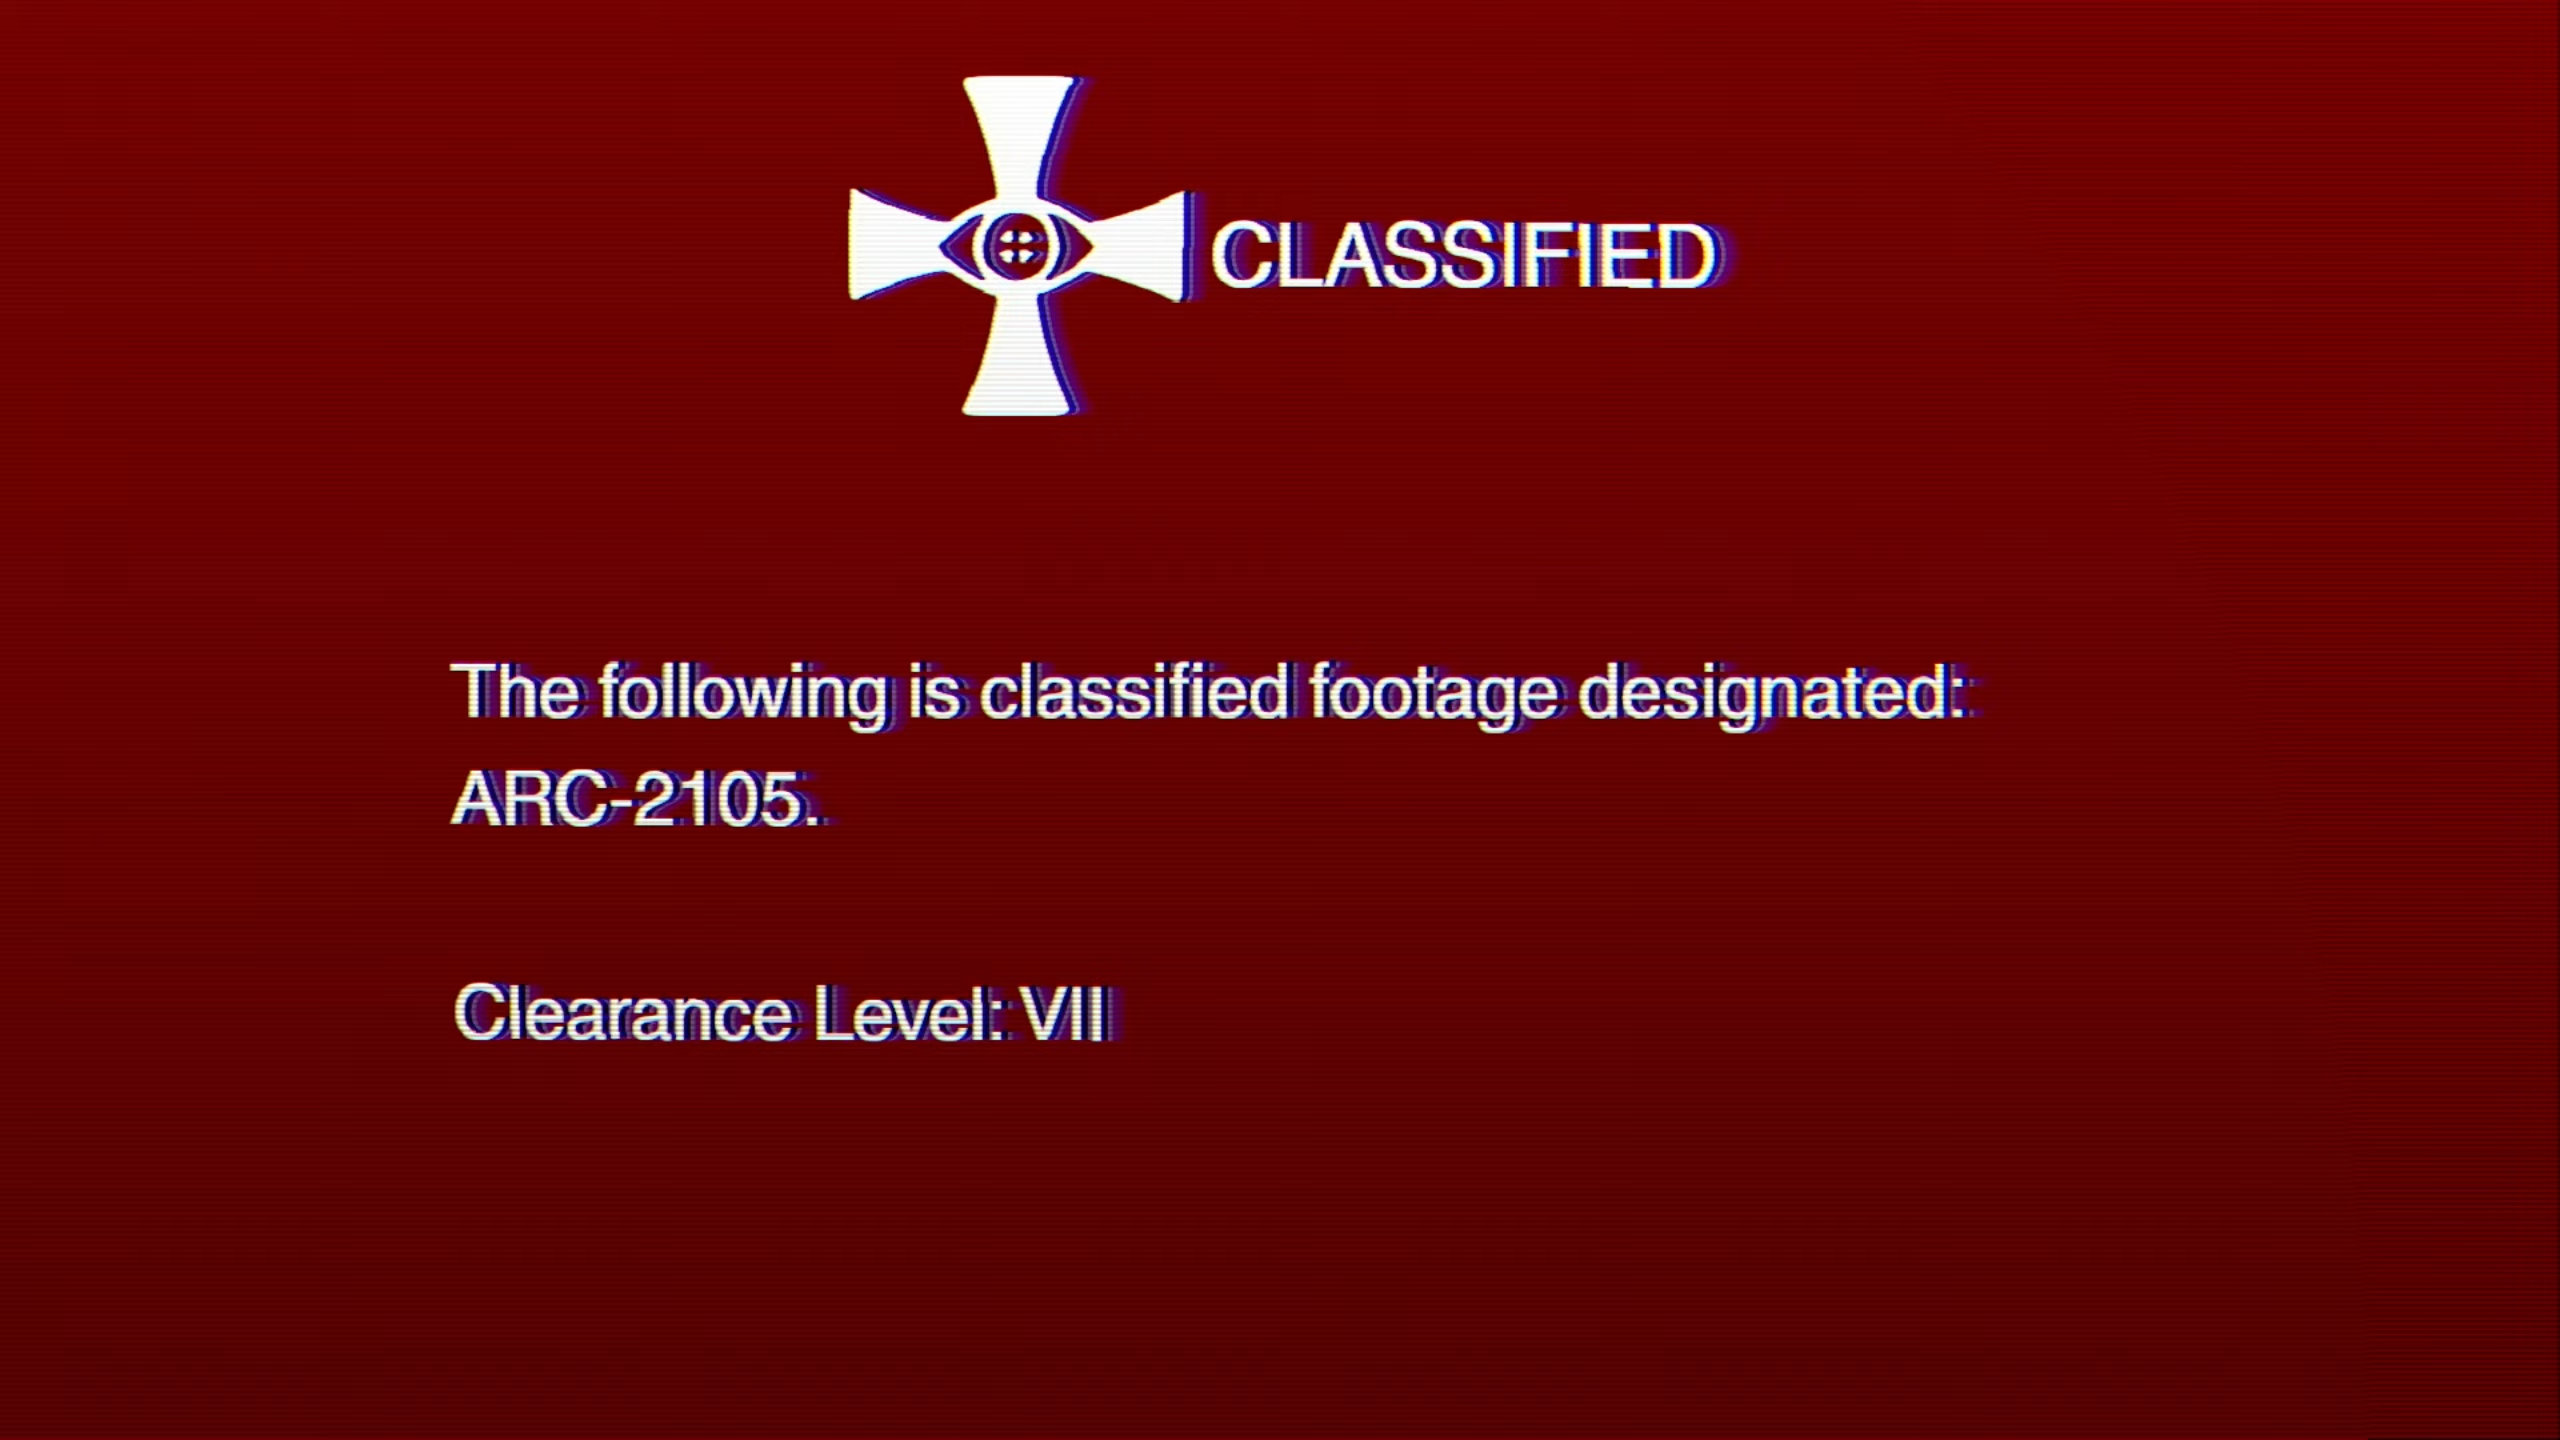 CLASSIFIED
The following is classified footage designated:
ARC-2105.
Clearance Level: VII